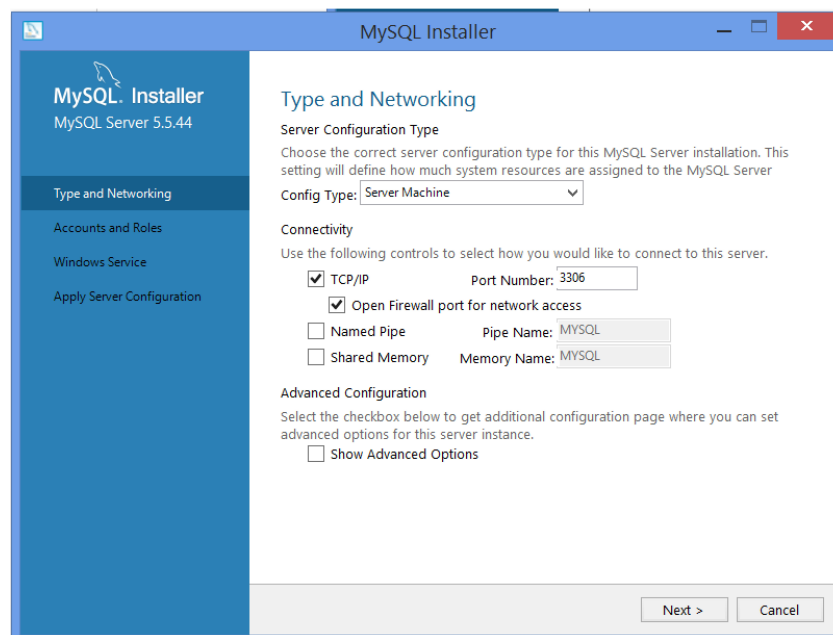 MySQL Installer
MySQL. Installer
MySQL Server 5.5.44
Type and Networking
Accounts and Roles
Windows Service
Apply Server Configuration
Type and Networking
Server Configuration Type
Choose the correct server configuration type for this MySQL Server installation. This
setting will define how much system resources are assigned to the MySQL Server
Config Type: Server Machine
Connectivity
Use the following controls to select how you would like to connect to this server.
TCP/IP Port Number: 3306
Open Firewall port for network access
Named Pipe Pipe Name: MYSQL
Shared Memory Memory Name: MYSQL
Advanced Configuration
Select the checkbox below to get additional configuration page where you can set
advanced options for this server instance.
Show Advanced Options
Next > Cancel